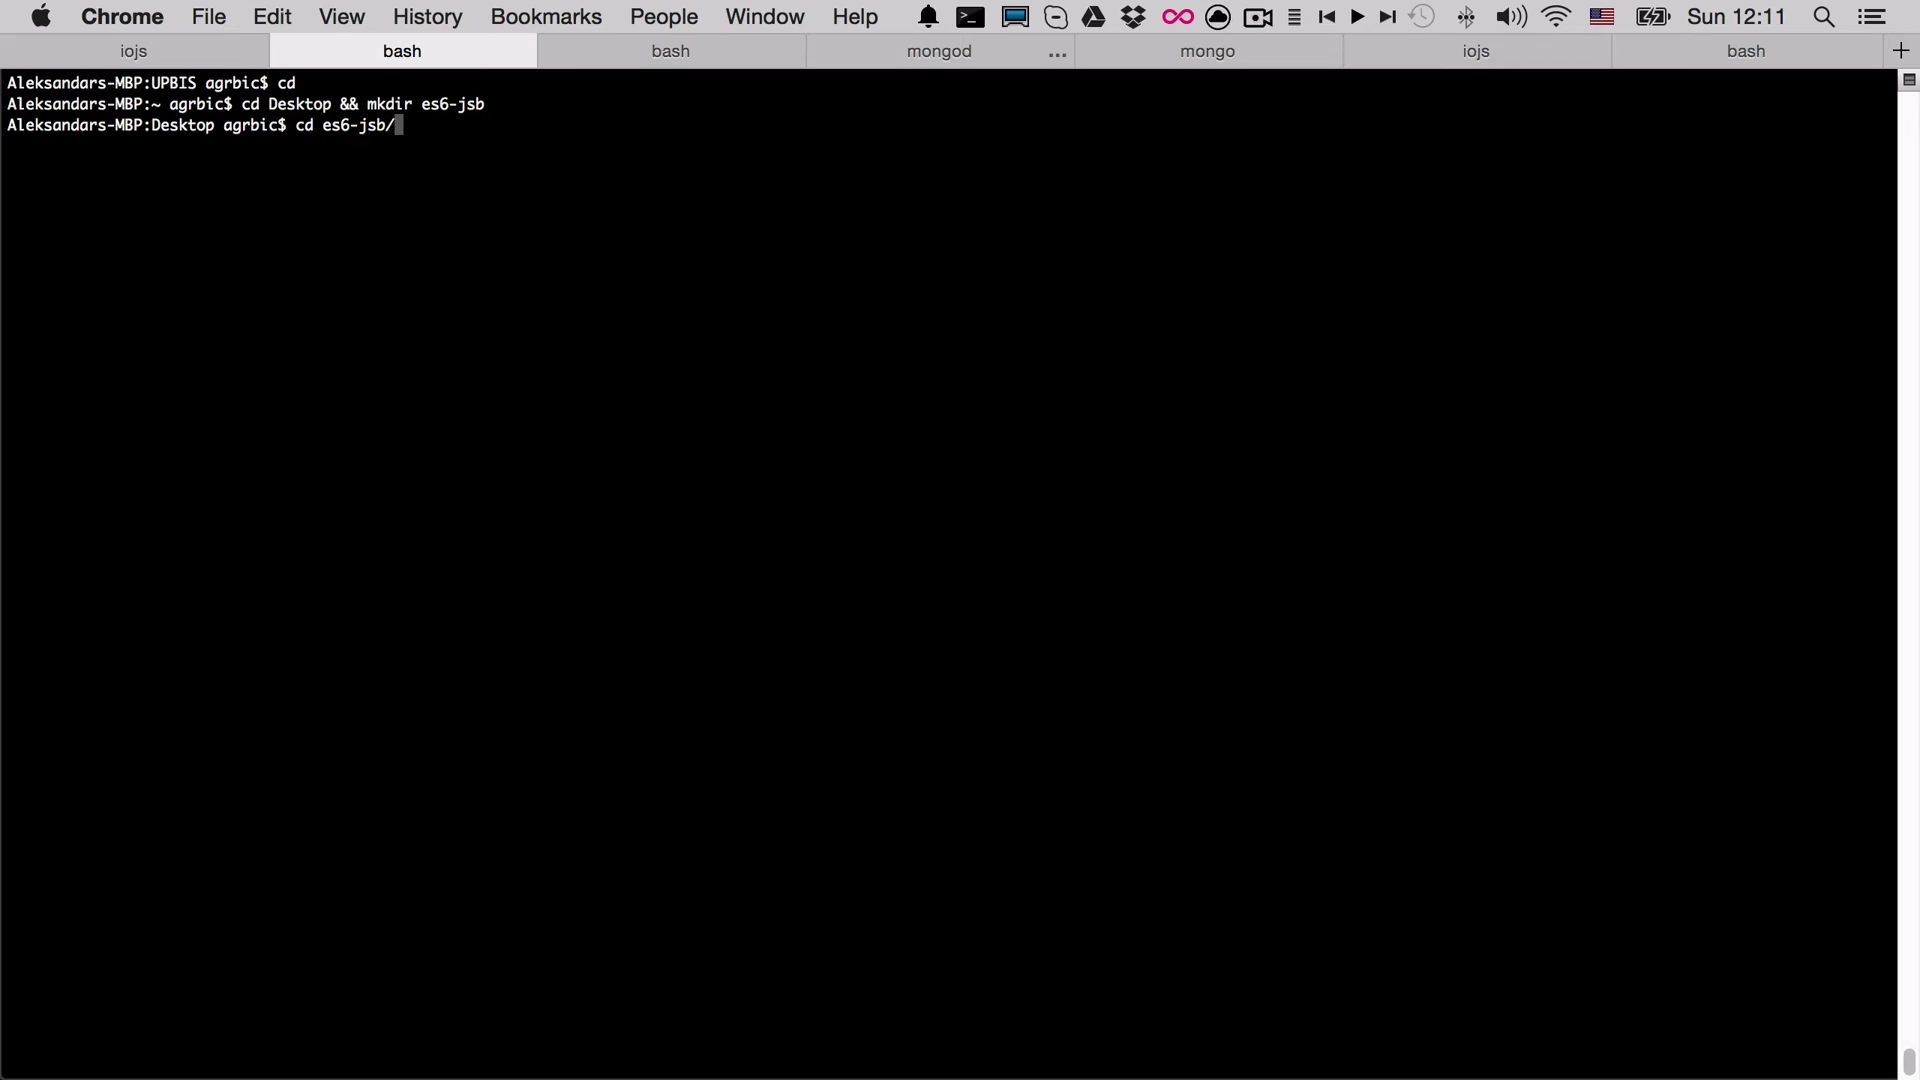 Chrome File Edit View History Bookmarks People Window Help Sun 12:11
iojs bash bash mongod ... mongo iojs bash +
Aleksandars-MBP:UPBIS agrbic$ cd
Aleksandars-MBP:~ agrbic$ cd Desktop && mkdir es6-jsb
Aleksandars-MBP:Desktop agrbic$ cd es6-jsb/